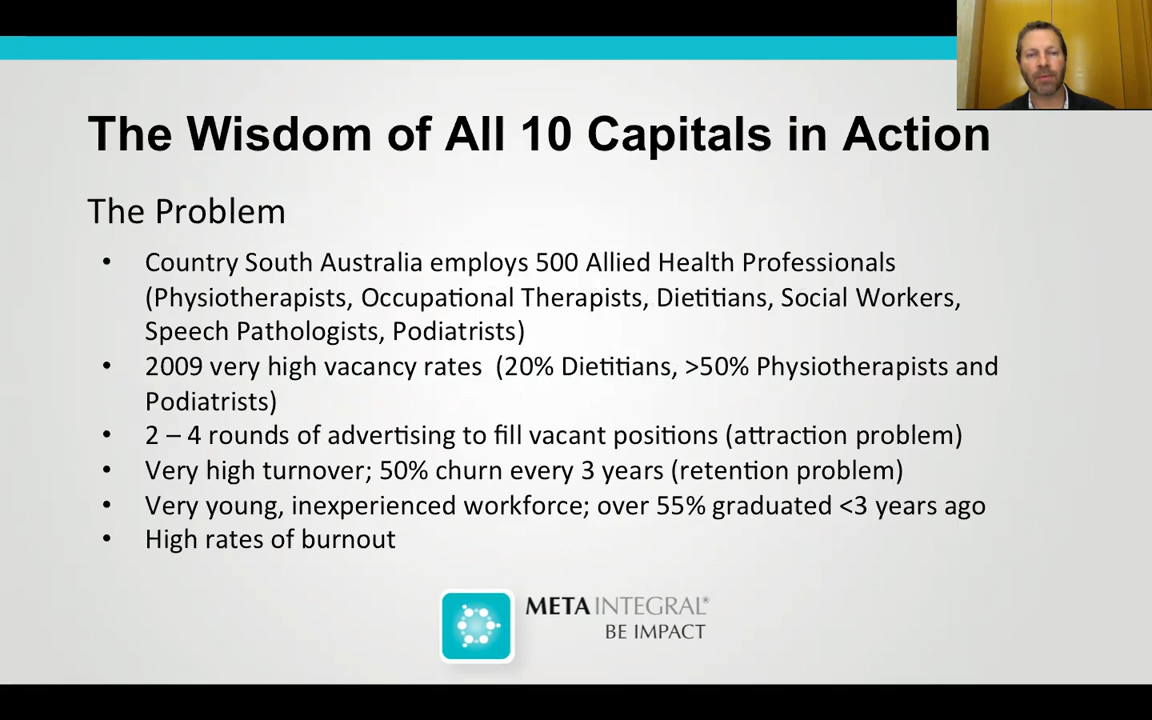 The Wisdom of All 10 Capitals in Action
The Problem
• Country South Australia employs 500 Allied Health Professionals
(Physiotherapists, Occupational Therapists, Dietitians, Social Workers,
Speech Pathologists, Podiatrists)
• 2009 very high vacancy rates (20% Dietitians, >50% Physiotherapists and
Podiatrists)
• 2 – 4 rounds of advertising to fill vacant positions (attraction problem)
• Very high turnover; 50% churn every 3 years (retention problem)
• Very young, inexperienced workforce; over 55% graduated <3 years ago
• High rates of burnout
METAINTEGRAL®
BE IMPACT